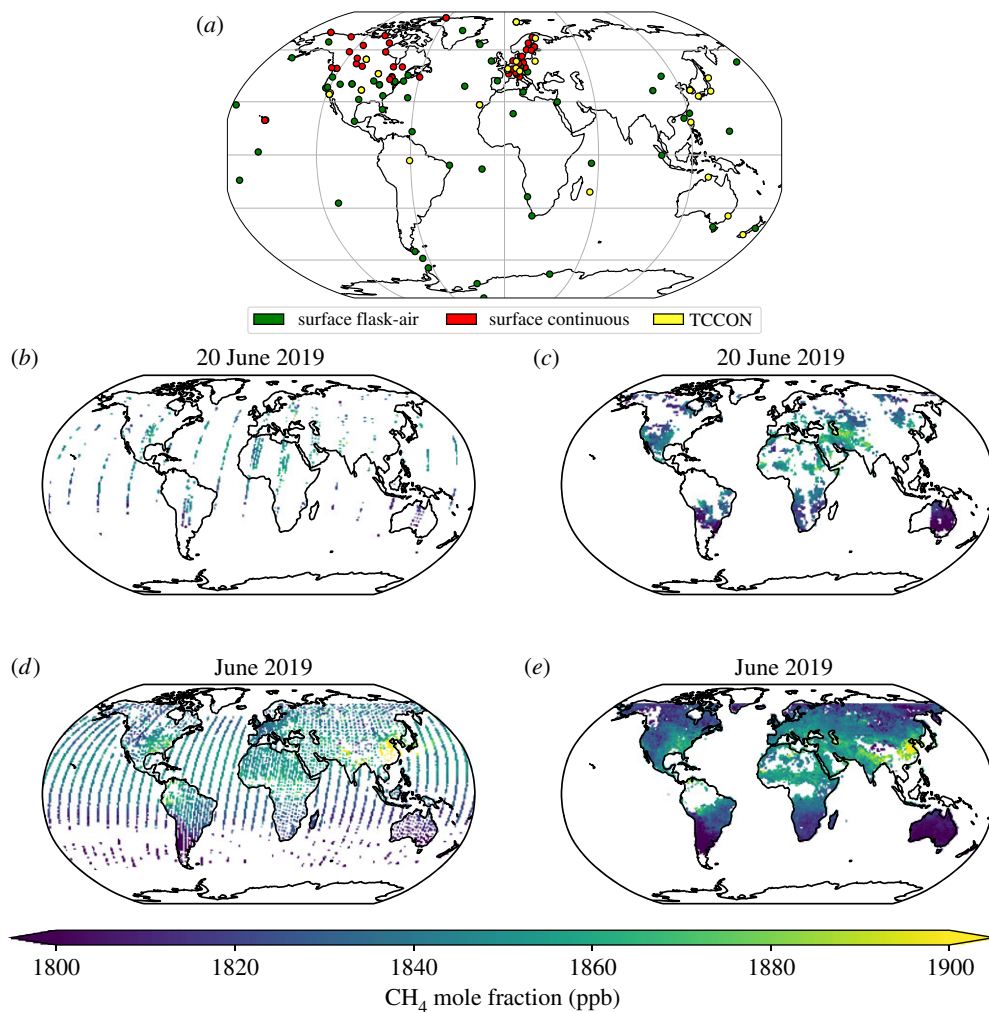 (a)
surface flask-air surface continuous TCCON
(b) 20 June 2019
(c) 20 June 2019
(d) June 2019
(e) June 2019
1800 1820 1840 1860 1880 1900
CH₄ mole fraction (ppb)